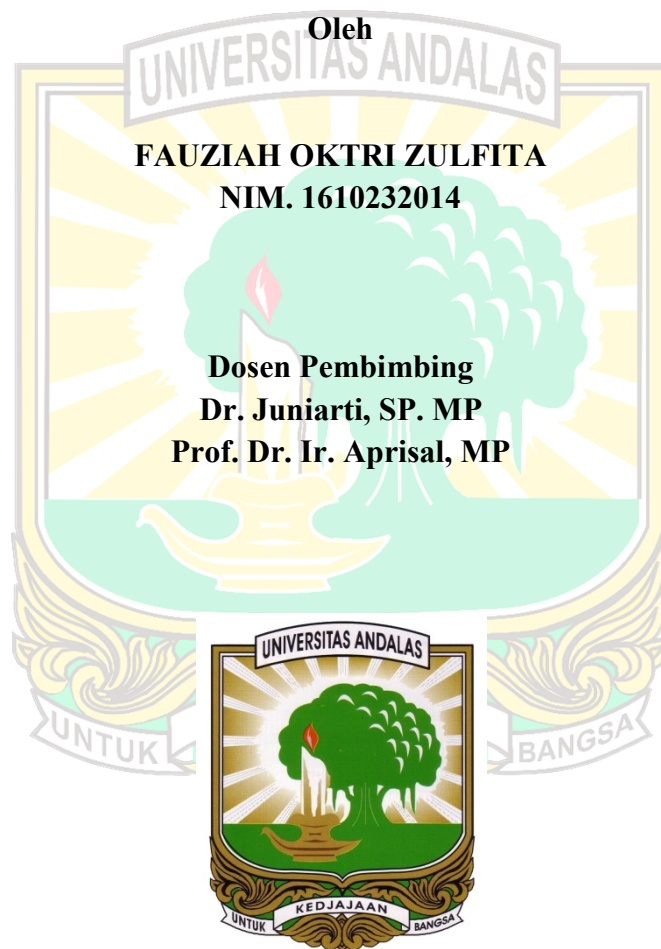 Oleh
UNIVERSITAS ANDALAS
FAUZIAH OKTRI ZULFITA
NIM. 1610232014
Dosen Pembimbing
Dr. Juniarti, SP. MP
Prof. Dr. Ir. Aprisal, MP
UNIVERSITAS ANDALAS
UNTUK
BANGSA
KEDJAJAAN
UNTUK
BANGSA